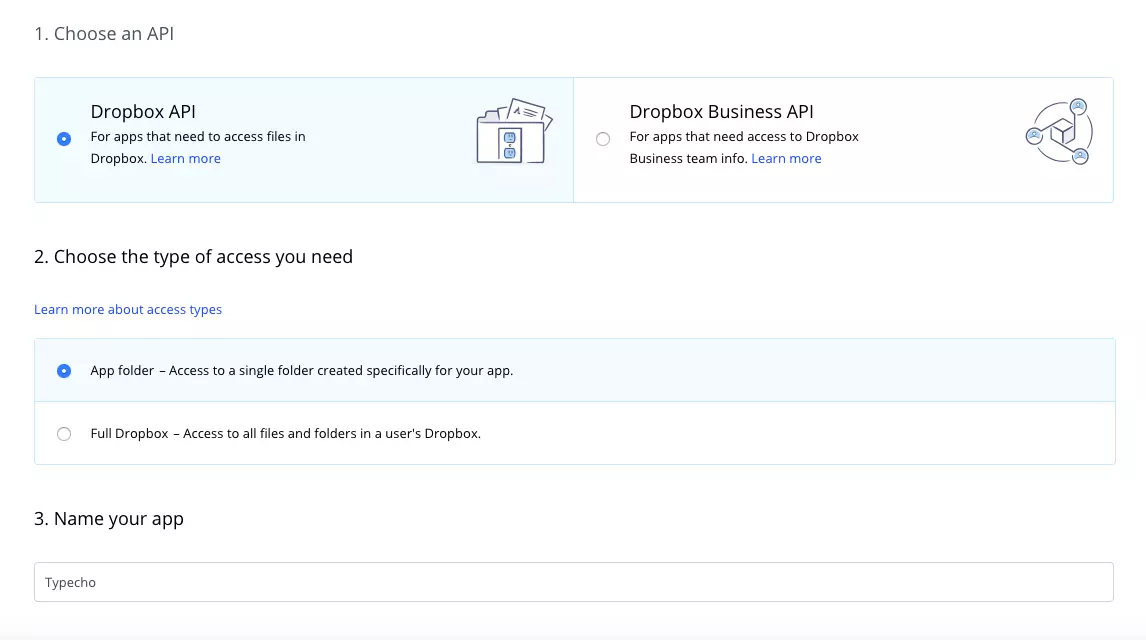 1. Choose an API
Dropbox API
For apps that need to access files in
Dropbox. Learn more
Dropbox Business API
For apps that need access to Dropbox
Business team info. Learn more
2. Choose the type of access you need
Learn more about access types
App folder – Access to a single folder created specifically for your app.
Full Dropbox – Access to all files and folders in a user's Dropbox.
3. Name your app
Typecho